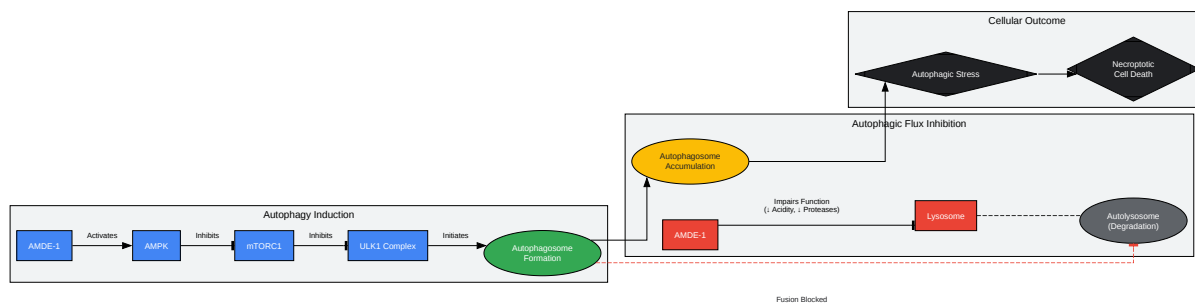 Cellular Outcome
Autophagic Stress
Necroptotic
Cell Death
Autophagic Flux Inhibition
Autophagosome
Accumulation
Impairs Function
(↓ Acidity, ↓ Proteases)
AMDE-1
Lysosome
Autolysosome
(Degradation)
Autophagy Induction
AMDE-1
Activates
AMPK
Inhibits
mTORC1
Inhibits
ULK1 Complex
Initiates
Autophagosome
Formation
Fusion Blocked